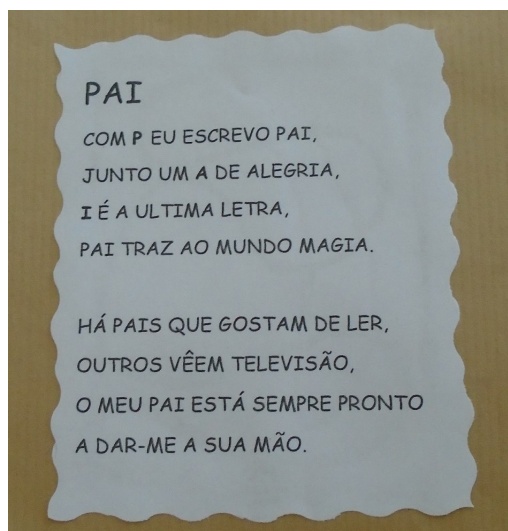 PAI
COM P EU ESCREVO PAI,
JUNTO UM A DE ALEGRIA,
I É A ULTIMA LETRA,
PAI TRAZ AO MUNDO MAGIA.
HÁ PAIS QUE GOSTAM DE LER,
OUTROS VÊEM TELEVISÃO,
O MEU PAI ESTÁ SEMPRE PRONTO
A DAR-ME A SUA MÃO.